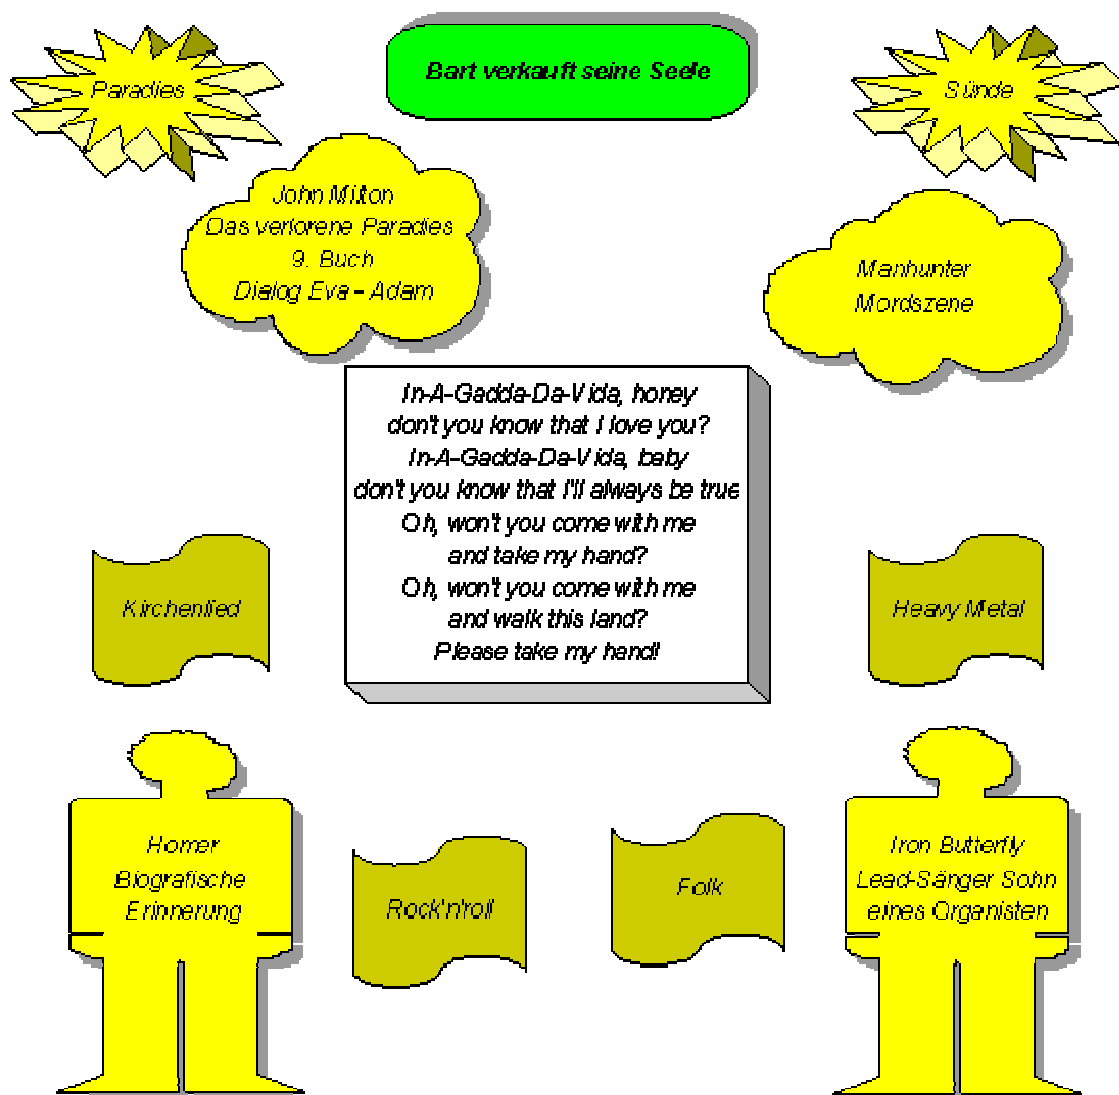 Bart verkauft seine Seele
Paradies
Sünde
John Milton
Das verlorene Paradies
9. Buch
Dialog Eva - Adam
Manhunter
Mordszene
In-A-Gadda-Da-Vida, honey
don't you know that I love you?
In-A-Gadda-Da-Vida, baby
don't you know that I'll always be true
Oh, won't you come with me
and take my hand?
Oh, won't you come with me
and walk this land?
Please take my hand!
Kirchenlied
Heavy Metal
Homer
Biografische
Erinnerung
Rock'n'roll
Folk
Iron Butterfly
Lead-Sänger Sohn
eines Organisten